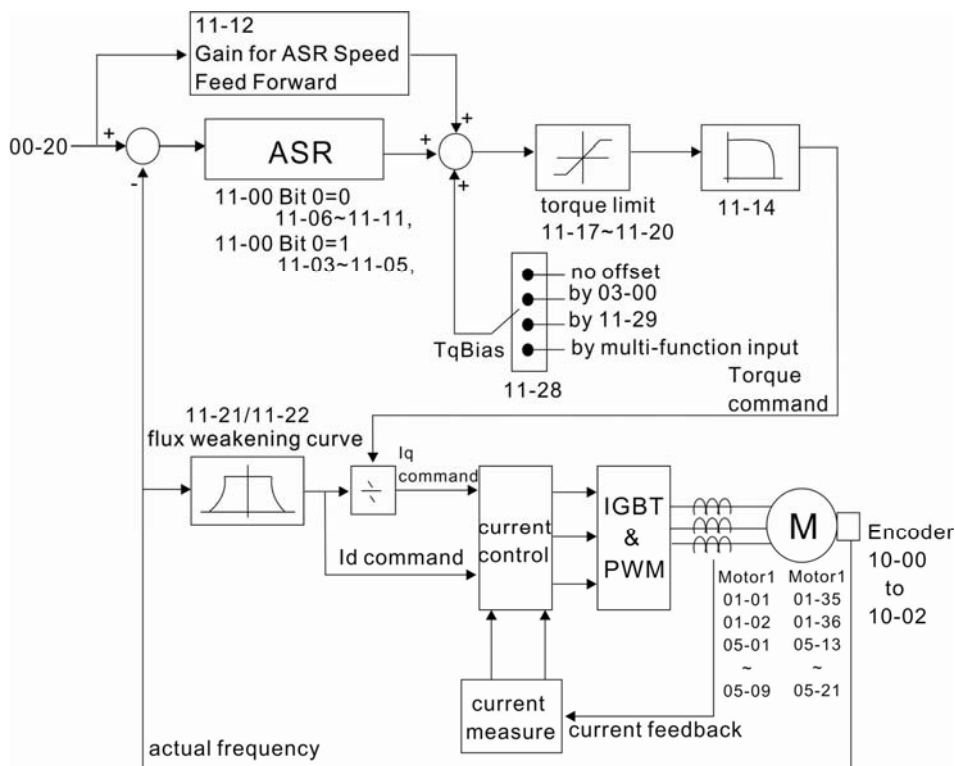 11-12
Gain for ASR Speed
Feed Forward
00-20
+
-
ASR
+
+
+
11-00 Bit 0=0
11-06~11-11,
11-00 Bit 0=1
11-03~11-05,
torque limit
11-17~11-20
11-14
no offset
by 03-00
by 11-29
by multi-function input
TqBias
11-28
Torque
command
11-21/11-22
flux weakening curve
Iq
command
Id command
current
control
IGBT
&
PWM
M
Encoder
10-00
to
10-02
Motor1 Motor1
01-01 01-35
01-02 01-36
05-01 05-13
~ ~
05-09 05-21
current
measure
current feedback
actual frequency